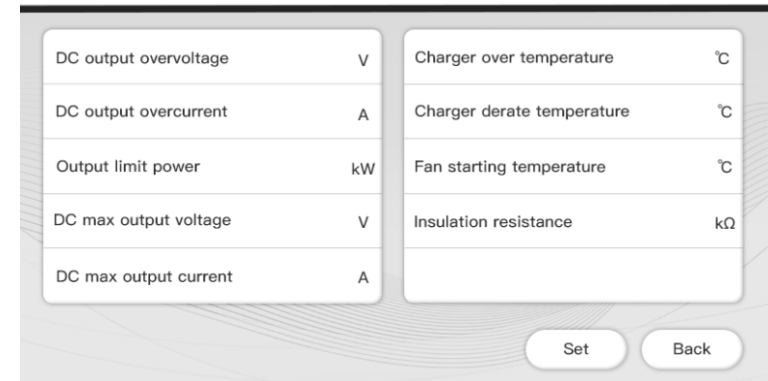 DC output overvoltage V
DC output overcurrent A
Output limit power kW
DC max output voltage V
DC max output current A
Charger over temperature ℃
Charger derate temperature ℃
Fan starting temperature ℃
Insulation resistance kΩ
Set Back